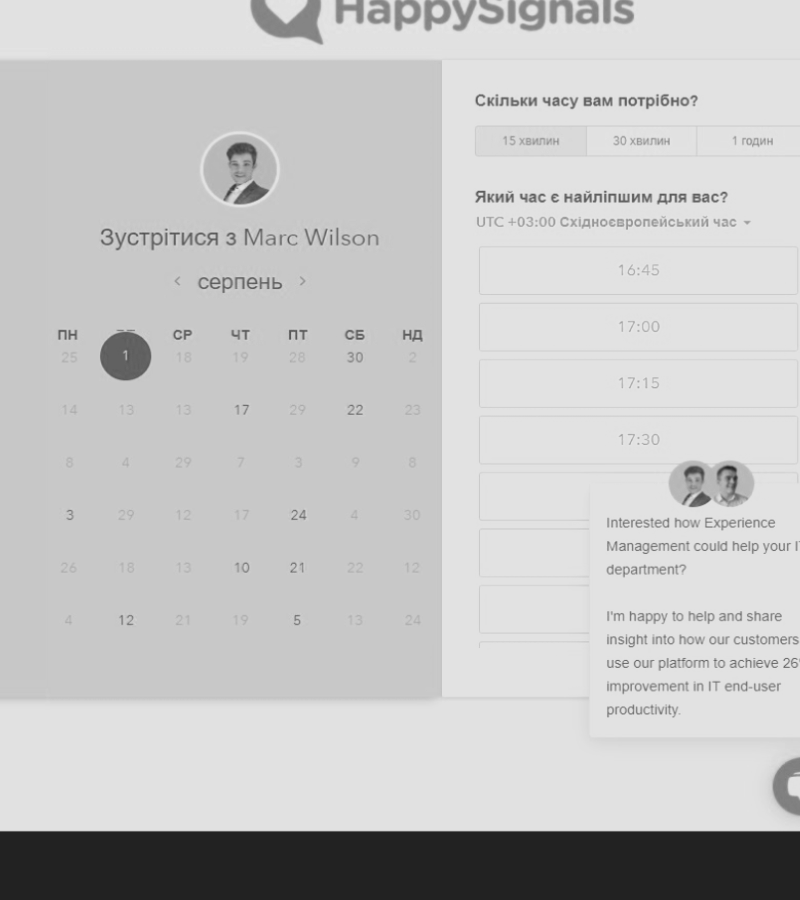 HappySignals
Зустрітися з Marc Wilson
серпень
ПН СР ЧТ ПТ СБ НД
25 1 18 19 28 30 2
14 13 13 17 29 22 23
8 4 29 7 3 9 8
3 29 12 17 24 4 30
26 18 13 10 21 22 12
4 12 21 19 5 13 24
Скільки часу вам потрібно?
15 хвилин 30 хвилин 1 годин
Який час є найліпшим для вас?
UTC +03:00 Східноєвропейський час
16:45
17:00
17:15
17:30
Interested how Experience
Management could help your
department?
I'm happy to help and share
insight into how our customers
use our platform to achieve 26%
improvement in IT end-user
productivity.